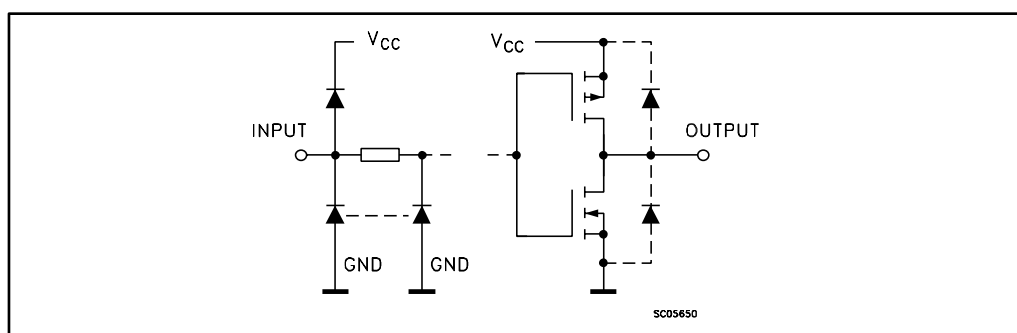 VCC
VCC
INPUT
OUTPUT
GND
GND
SC05650